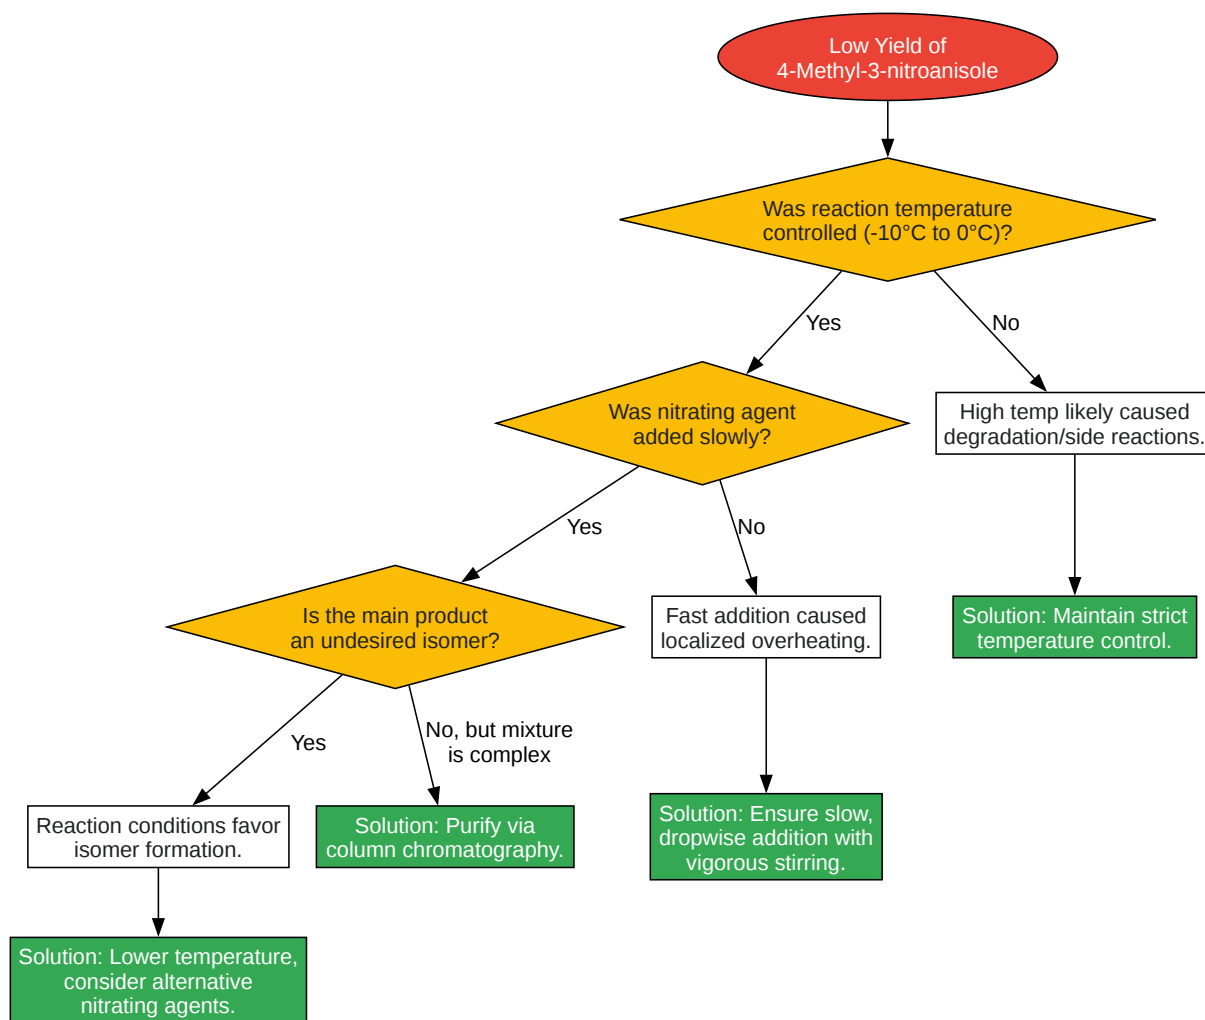 Low Yield of
4-Methyl-3-nitroanisole
Was reaction temperature
controlled (-10°C to 0°C)?
Yes
No
Was nitrating agent
added slowly?
High temp likely caused
degradation/side reactions.
Yes
No
Is the main product
an undesired isomer?
Fast addition caused
localized overheating.
Solution: Maintain strict
temperature control.
Yes
No, but mixture
is complex
Reaction conditions favor
isomer formation.
Solution: Purify via
column chromatography.
Solution: Ensure slow,
dropwise addition with
vigorous stirring.
Solution: Lower temperature,
consider alternative
nitrating agents.